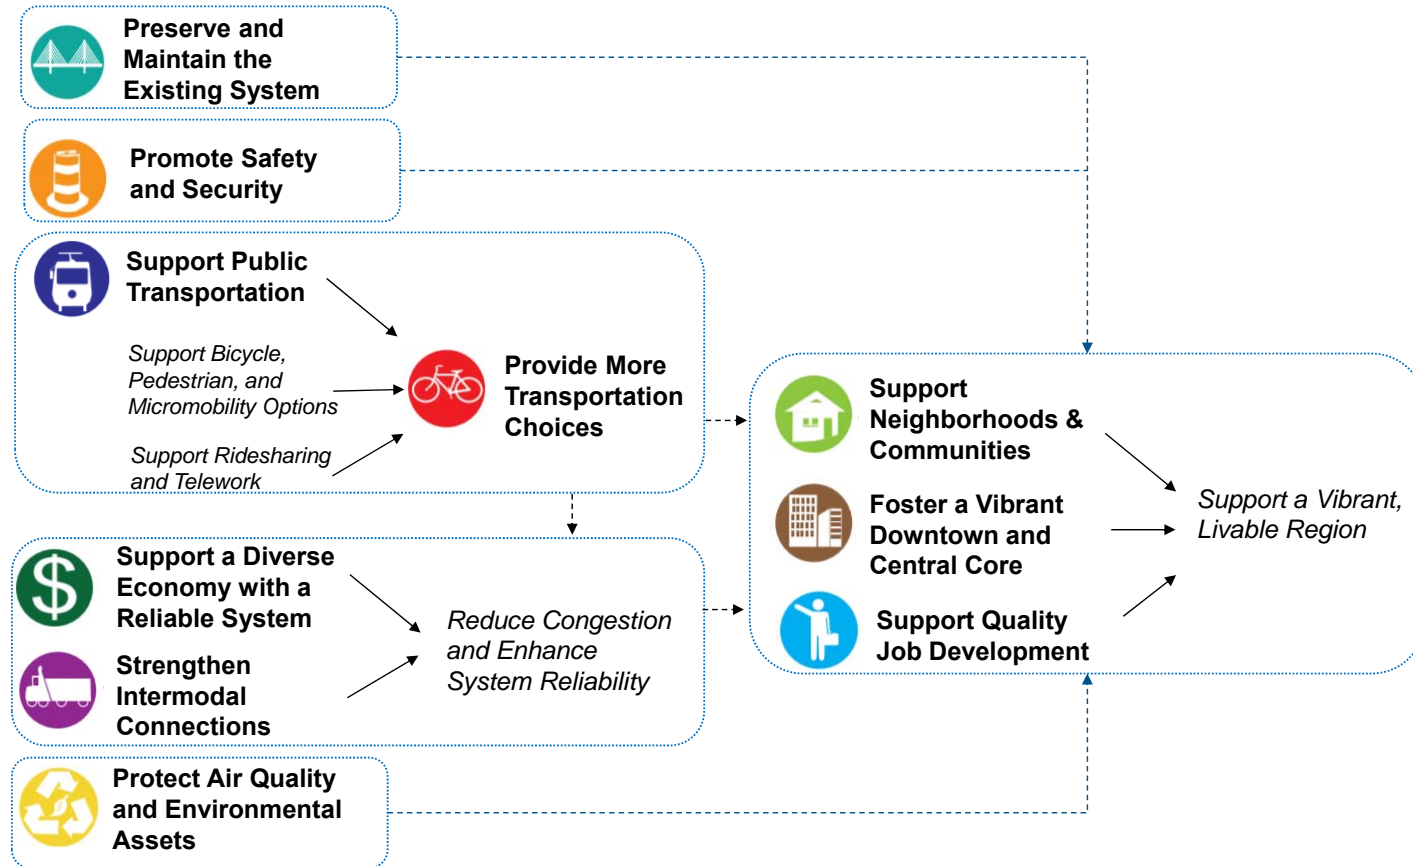 Preserve and
Maintain the
Existing System
Promote Safety
and Security
Support Public
Transportation
Support Bicycle,
Pedestrian, and
Micromobility Options
Support Ridesharing
and Telework
Provide More
Transportation
Choices
Support a Diverse
Economy with a
Reliable System
$
Strengthen
Intermodal
Connections
Reduce Congestion
and Enhance
System Reliability
Protect Air Quality
and Environmental
Assets
Support
Neighborhoods &
Communities
Foster a Vibrant
Downtown and
Central Core
Support Quality
Job Development
Support a Vibrant,
Livable Region